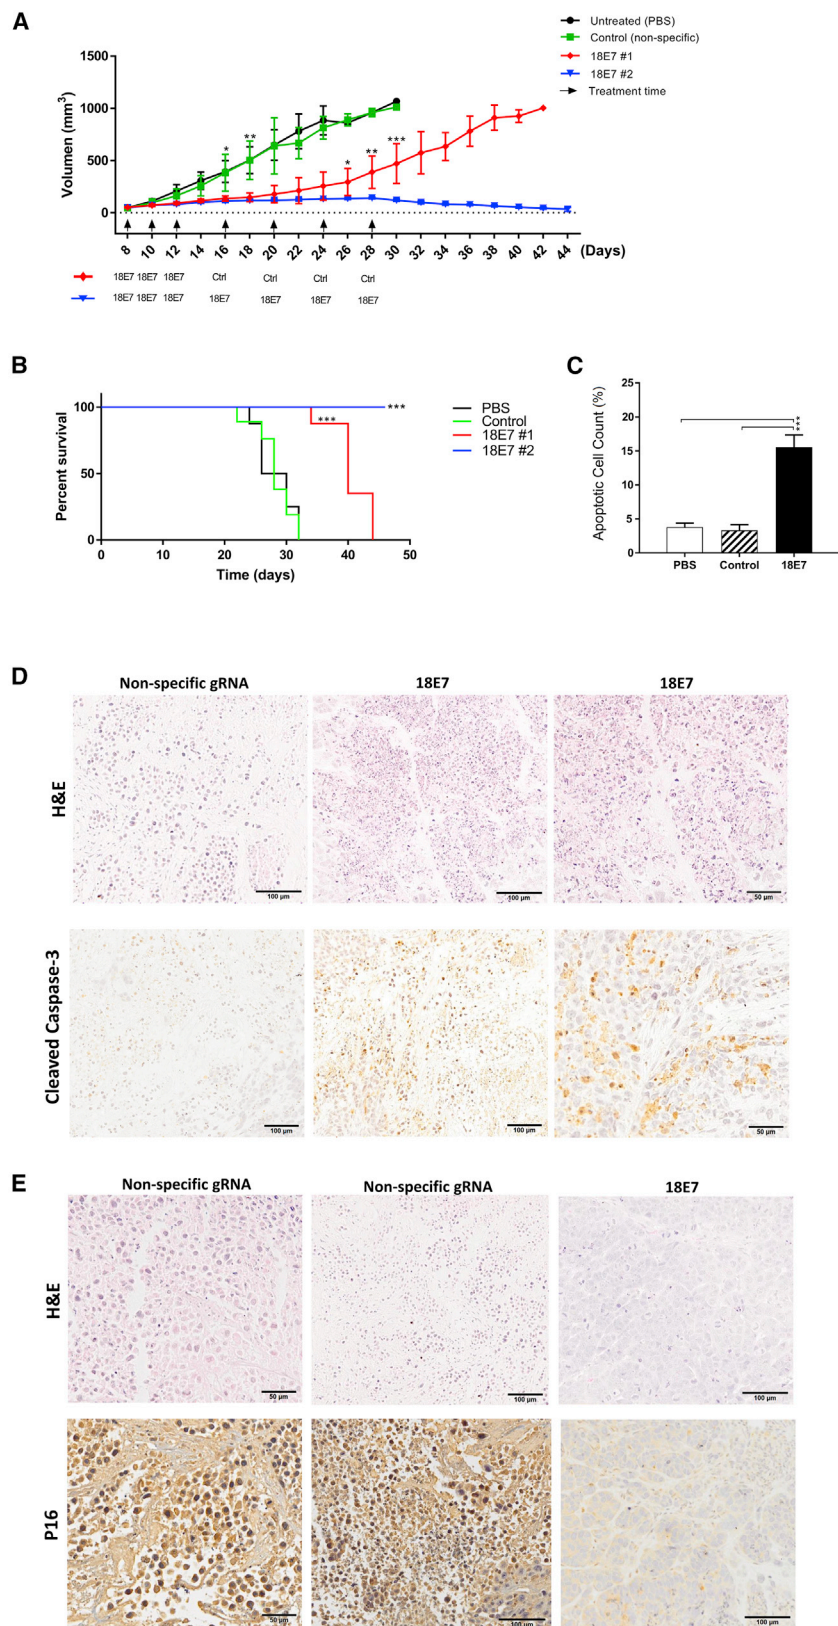 A
Untreated (PBS)
Control (non-specific)
18E7 #1
18E7 #2
Treatment time
Volumen (mm3)
1500
1000
500
0
* ** * ** ***
8 10 12 14 16 18 20 22 24 26 28 30 32 34 36 38 40 42 44 (Days)
18E7 18E7 18E7 Ctrl Ctrl Ctrl Ctrl
18E7 18E7 18E7 18E7 18E7 18E7 18E7
B
Percent survival
100
50
0
0 10 20 30 40 50
Time (days)
***
***
PBS
Control
18E7 #1
18E7 #2
C
Apoptotic Cell Count (%)
25
20
15
10
5
0
***
PBS Control 18E7
D
Non-specific gRNA 18E7 18E7
H&E
100 µm 100 µm 50 µm
Cleaved Caspase-3
100 µm 100 µm 50 µm
E
Non-specific gRNA Non-specific gRNA 18E7
H&E
50 µm 100 µm 100 µm
P16
50 µm 100 µm 100 µm